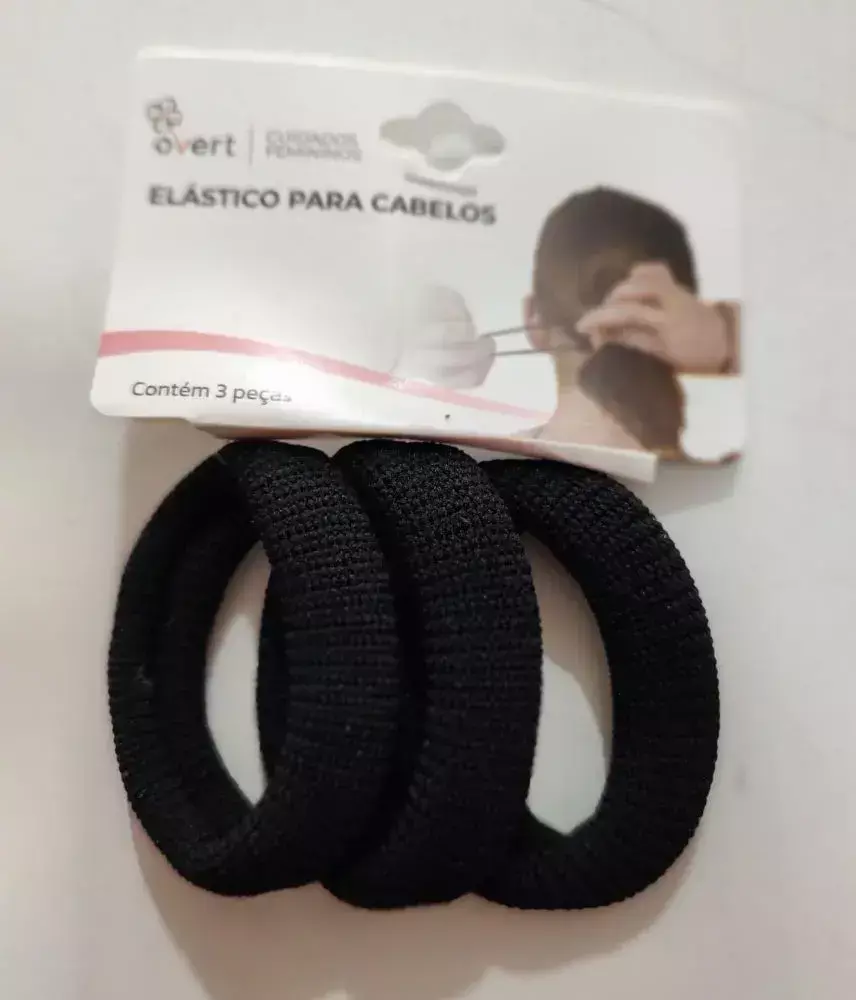 overt
CUIDADOS
FEMININOS
ELÁSTICO PARA CABELOS
Contém 3 peças